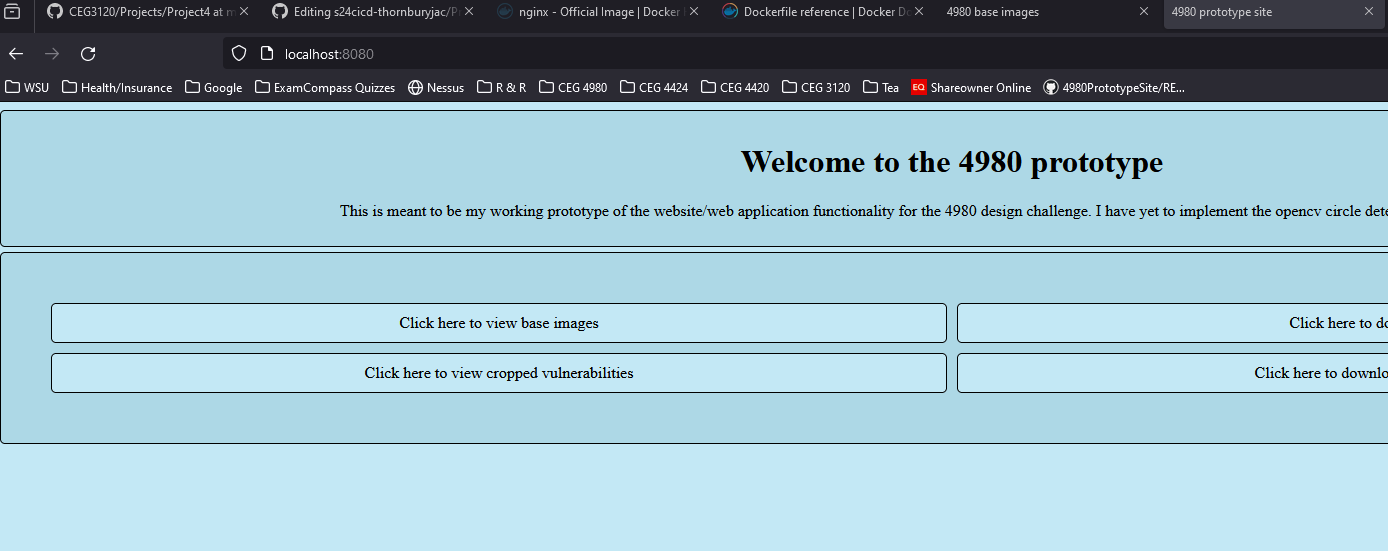 CEG3120/Projects/Project4 at m
Editing s24cicd-thornburyjac/Pr
nginx - Official Image | Docker
Dockerfile reference | Docker Do
4980 base images
4980 prototype site
localhost:8080
WSU
Health/Insurance
Google
ExamCompass Quizzes
Nessus
R & R
CEG 4980
CEG 4424
CEG 4420
CEG 3120
Tea
EQ Shareowner Online
4980PrototypeSite/RE...
Welcome to the 4980 prototype
This is meant to be my working prototype of the website/web application functionality for the 4980 design challenge. I have yet to implement the opencv circle dete
Click here to view base images
Click here to do
Click here to view cropped vulnerabilities
Click here to downlo